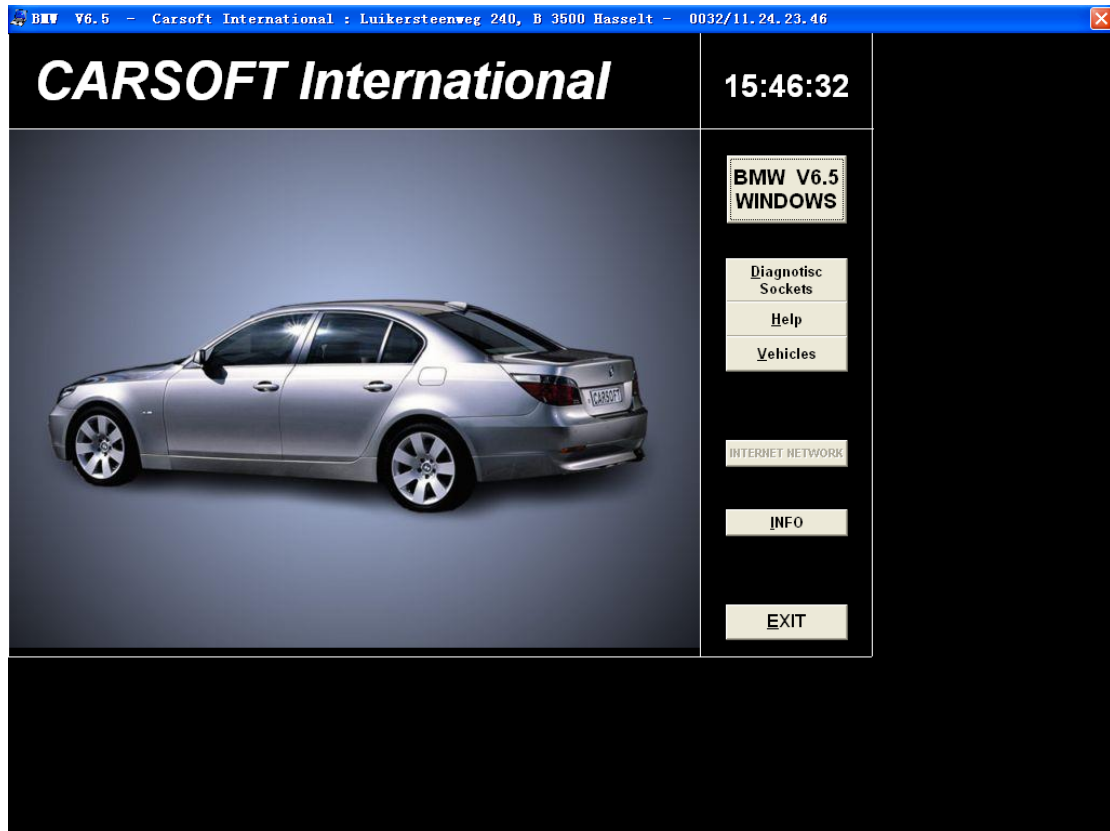 BMW V6.5 - Carsoft International : Luikersteenweg 240, B 3500 Hasselt - 0032/11.24.23.46
CARSOFT International
15:46:32
BMW V6.5
WINDOWS
Diagnotisc
Sockets
Help
Vehicles
CARSOFT
INTERNET NETWORK
INFO
EXIT